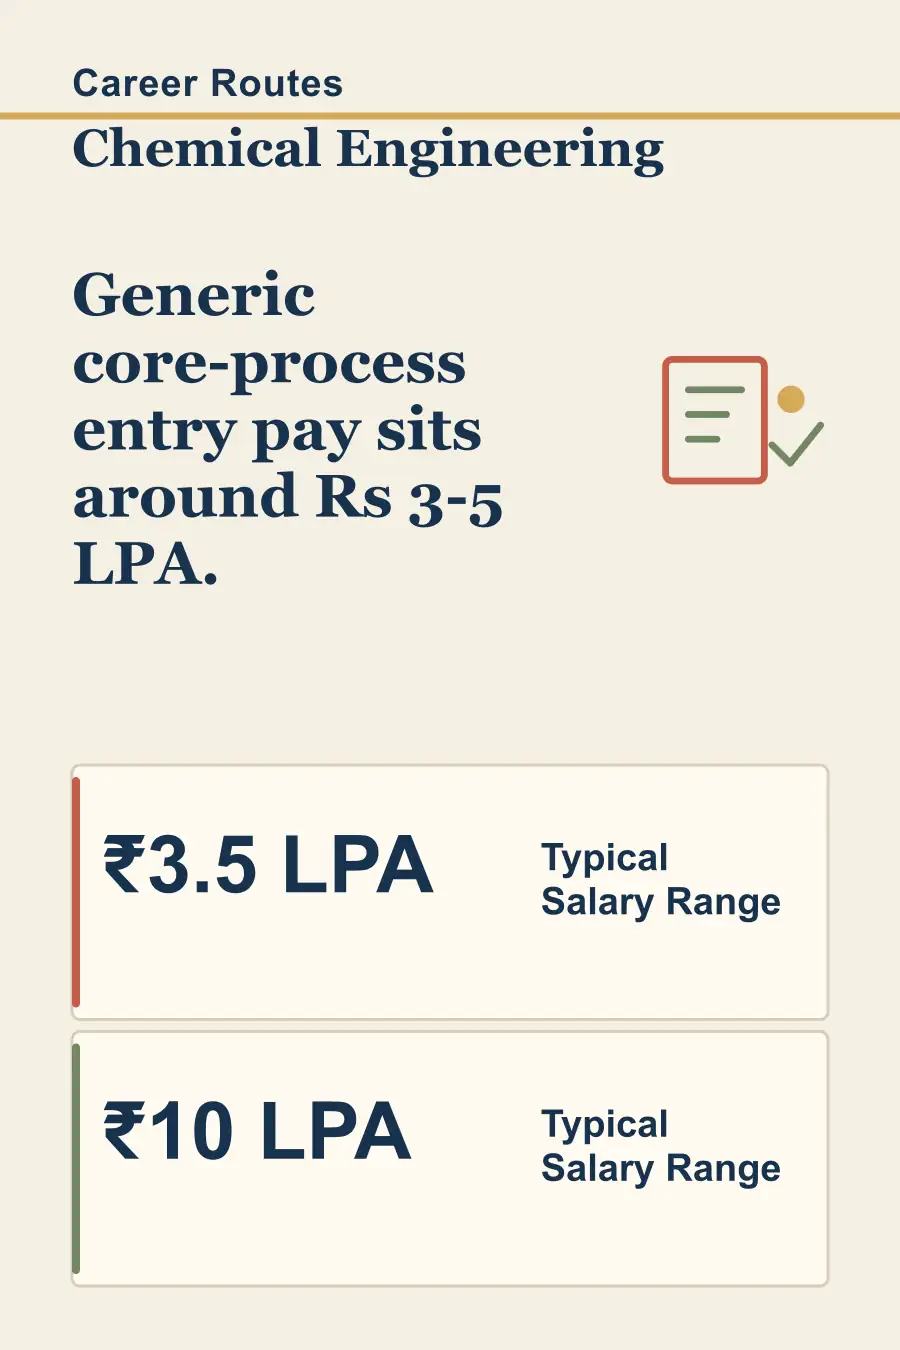 Career Routes
Chemical Engineering
Generic
core-process
entry pay sits
around Rs 3-5
LPA.
₹3.5 LPA
Typical
Salary Range
₹10 LPA
Typical
Salary Range